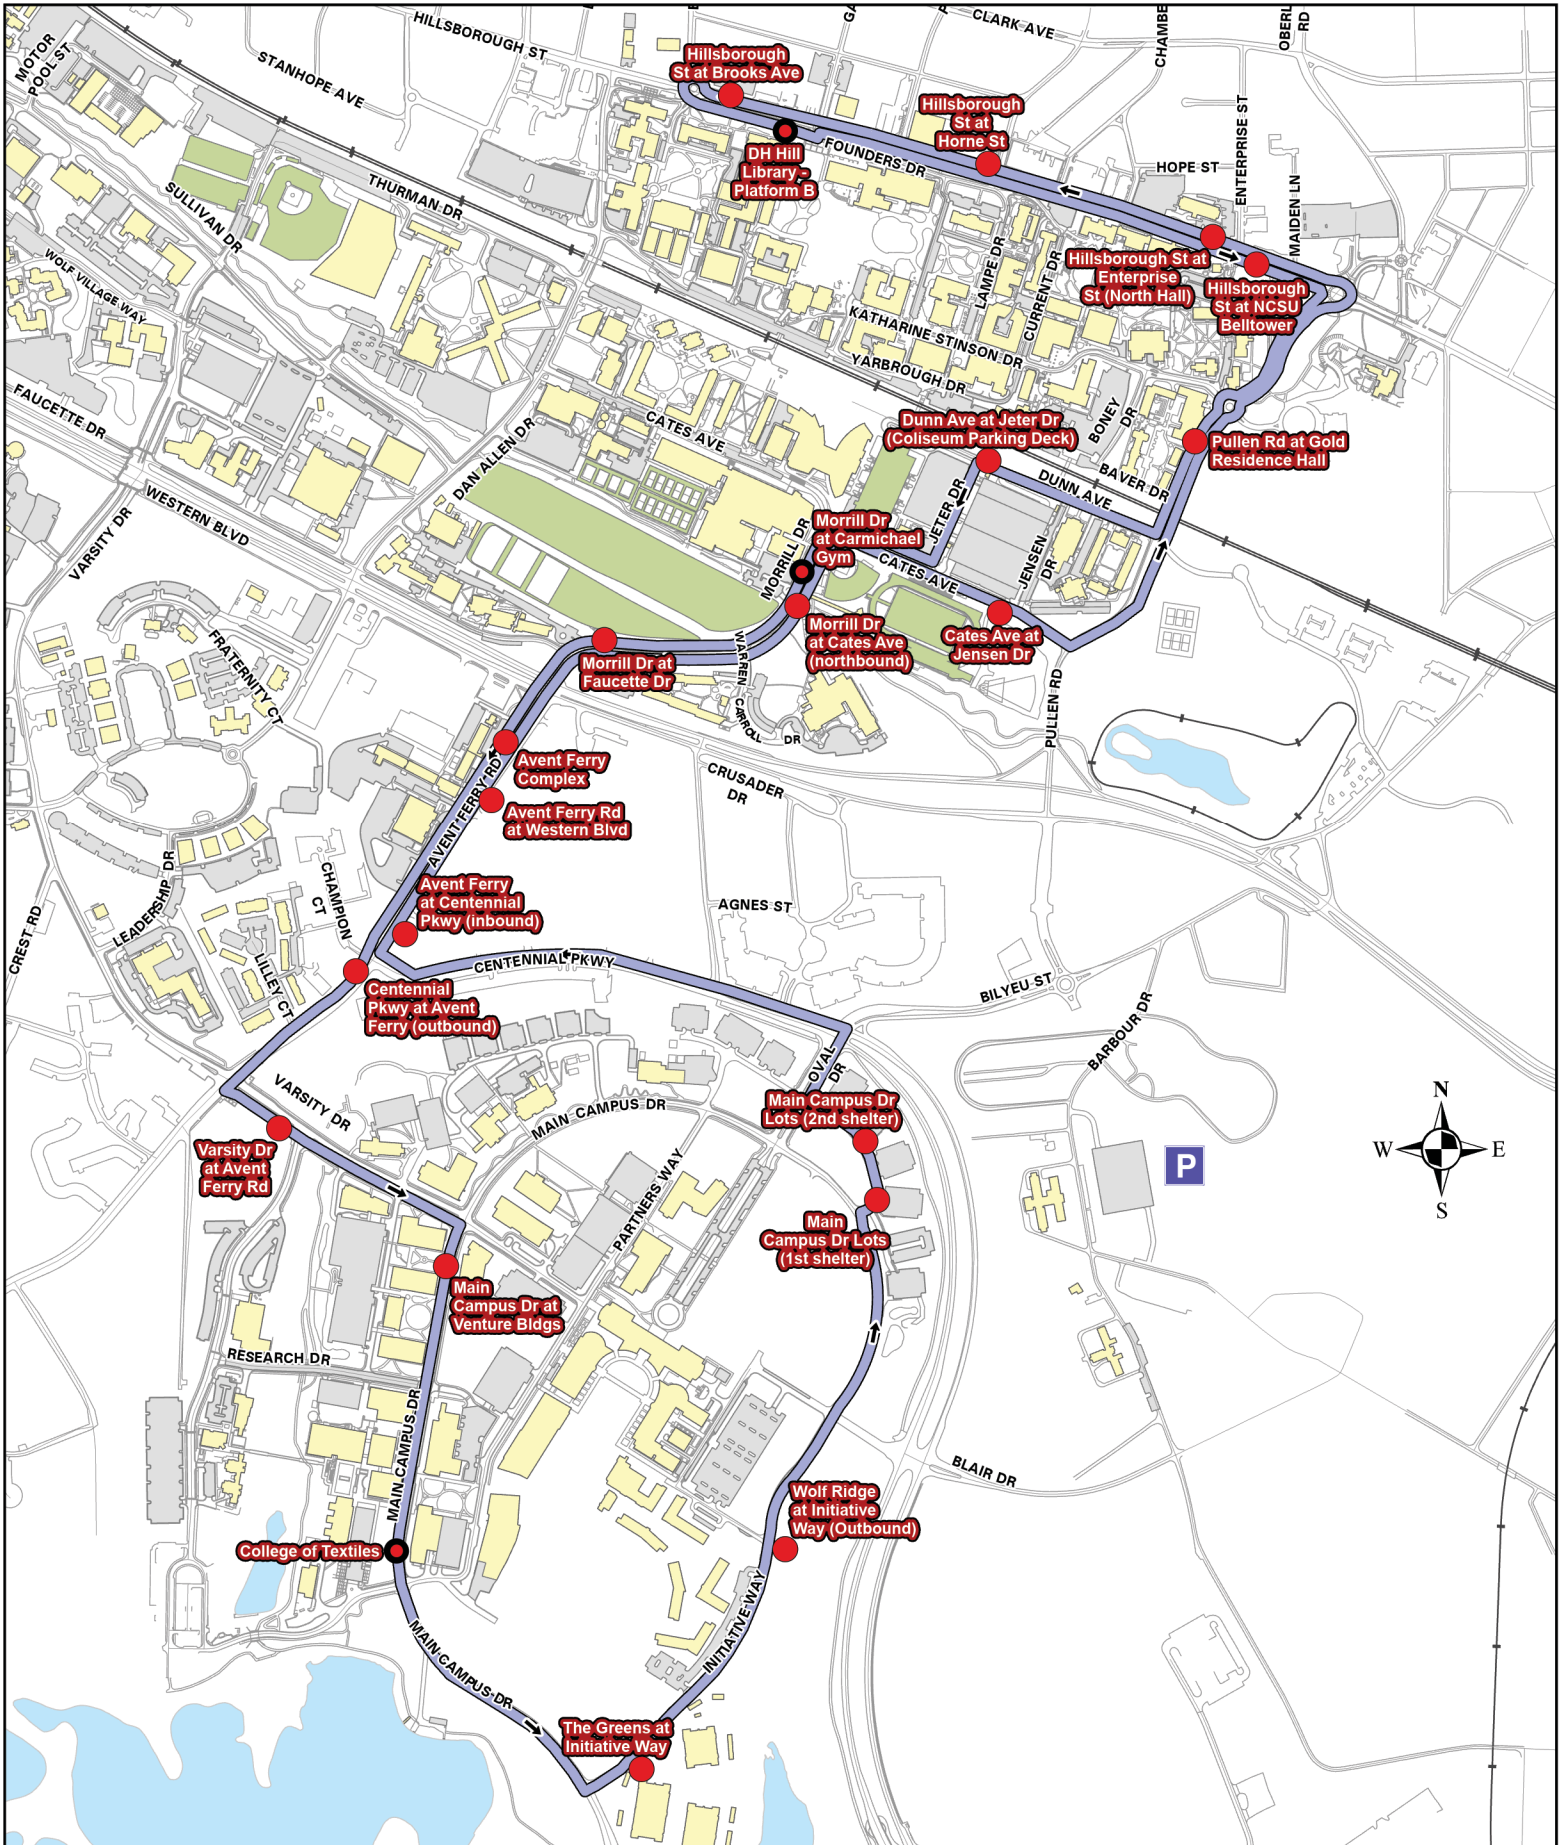 HILLSBOROUGH ST
CLARK AVE
CHAMBE
OBERL
RD
MOTOR
POOL ST
STANHOPE AVE
Hillsborough
St at Brooks Ave
Hillsborough
St at
Horne St
DH Hill
Library -
Platform B
FOUNDERS DR
HOPE ST
ENTERPRISE ST
MAIDEN LN
THURMAN DR
SULLIVAN DR
WOLF VILLAGE WAY
LAMPE DR
CURRENT DR
Hillsborough St at
Enterprise
St (North Hall)
Hillsborough
St at NCSU
Belltower
KATHARINE STINSON DR
YARBROUGH DR
FAUCETTE DR
CATES AVE
DAN ALLEN DR
Dunn Ave at Jeter Dr
(Coliseum Parking Deck)
BONEY
DR
Pullen Rd at Gold
Residence Hall
BAVER DR
DUNN AVE
JETER DR
WESTERN BLVD
VARSITY DR
MORRILL DR
Morrill Dr
at Carmichael
Gym
CATES AVE
JENSEN
DR
Morrill Dr
at Cates Ave
(northbound)
Cates Ave at
Jensen Dr
Morrill Dr at
Faucette Dr
WARREN CARROLL DR
PULLEN RD
FRATERNITY CT
Avent Ferry
Complex
AVENT FERRY RD
Avent Ferry Rd
at Western Blvd
CRUSADER
DR
LEADERSHIP DR
CHAMPION
CT
Avent Ferry
at Centennial
Pkwy (inbound)
AGNES ST
CREST RD
LILLEY CT
CENTENNIAL PKWY
Centennial
Pkwy at Avent
Ferry (outbound)
BILYEU ST
BARBOUR DR
OVAL
DR
VARSITY DR
MAIN CAMPUS DR
Main Campus Dr
Lots (2nd shelter)
Varsity Dr
at Avent
Ferry Rd
PARTNERS WAY
P
N
W
E
S
Main
Campus Dr Lots
(1st shelter)
Main
Campus Dr at
Venture Bldgs
RESEARCH DR
MAIN CAMPUS DR
BLAIR DR
Wolf Ridge
at Initiative
Way (Outbound)
College of Textiles
INITIATIVE WAY
MAIN CAMPUS DR
The Greens at
Initiative Way